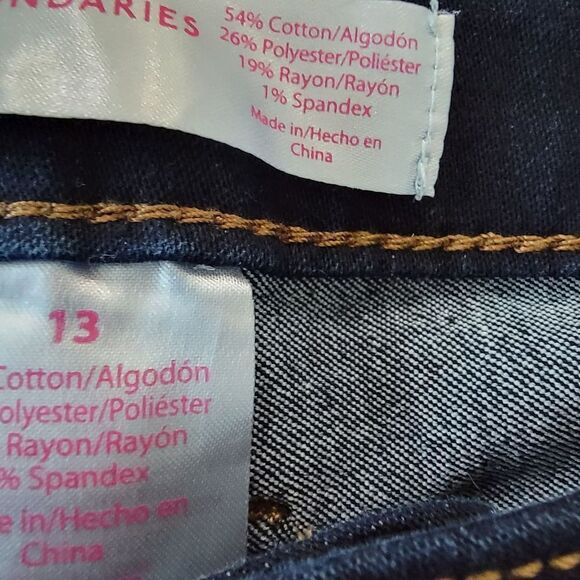 NDARIES
54% Cotton/Algodón
26% Polyester/Poliéster
19% Rayon/Rayón
1% Spandex
Made in/Hecho en
China
13
Cotton/Algodón
olyester/Poliéster
Rayon/Rayón
% Spandex
e in/Hecho en
China